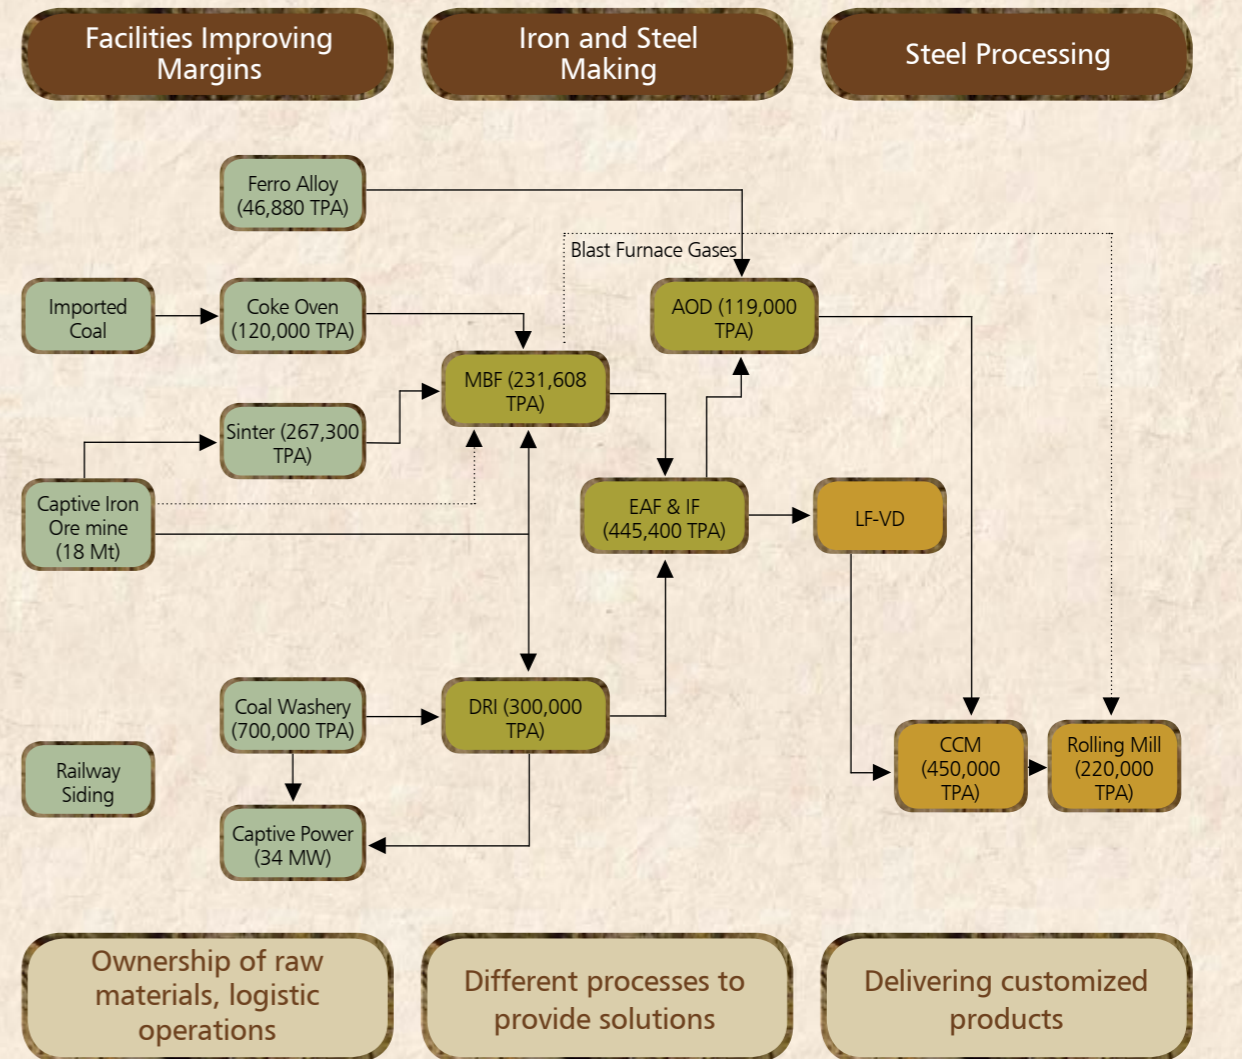 Facilities Improving
Margins
Iron and Steel
Making
Steel Processing
Ferro Alloy
(46,880 TPA)
Blast Furnace Gases
Imported
Coal
Coke Oven
(120,000 TPA)
AOD (119,000
TPA)
MBF (231,608
TPA)
Sinter (267,300
TPA)
Captive Iron
Ore mine
(18 Mt)
EAF & IF
(445,400 TPA)
LF-VD
Coal Washery
(700,000 TPA)
DRI (300,000
TPA)
CCM
(450,000
TPA)
Rolling Mill
(220,000
TPA)
Railway
Siding
Captive Power
(34 MW)
Ownership of raw
materials, logistic
operations
Different processes to
provide solutions
Delivering customized
products